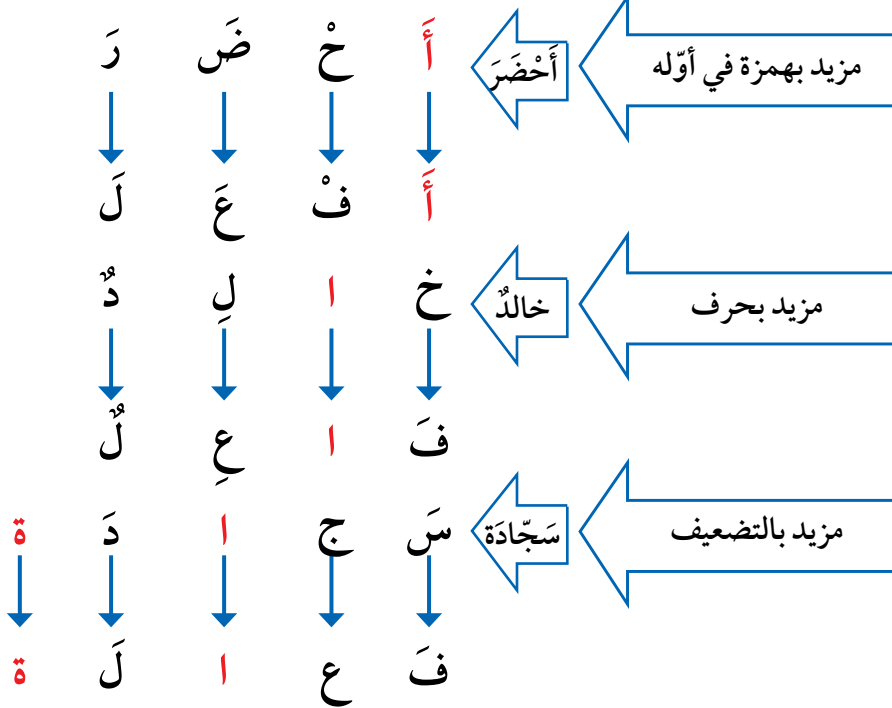 مزيد بهمزة في أوّله أَحْضَرَ أَ حْ ضَ رَ
أَ فْ عَ لَ
مزيد بحرف خالدٌ خ ا لِ دٌ
فَ ا عِ لٌ
مزيد بالتضعيف سَجّادَة سَ ج ا دَ ة
فَ ع ا لَ ة